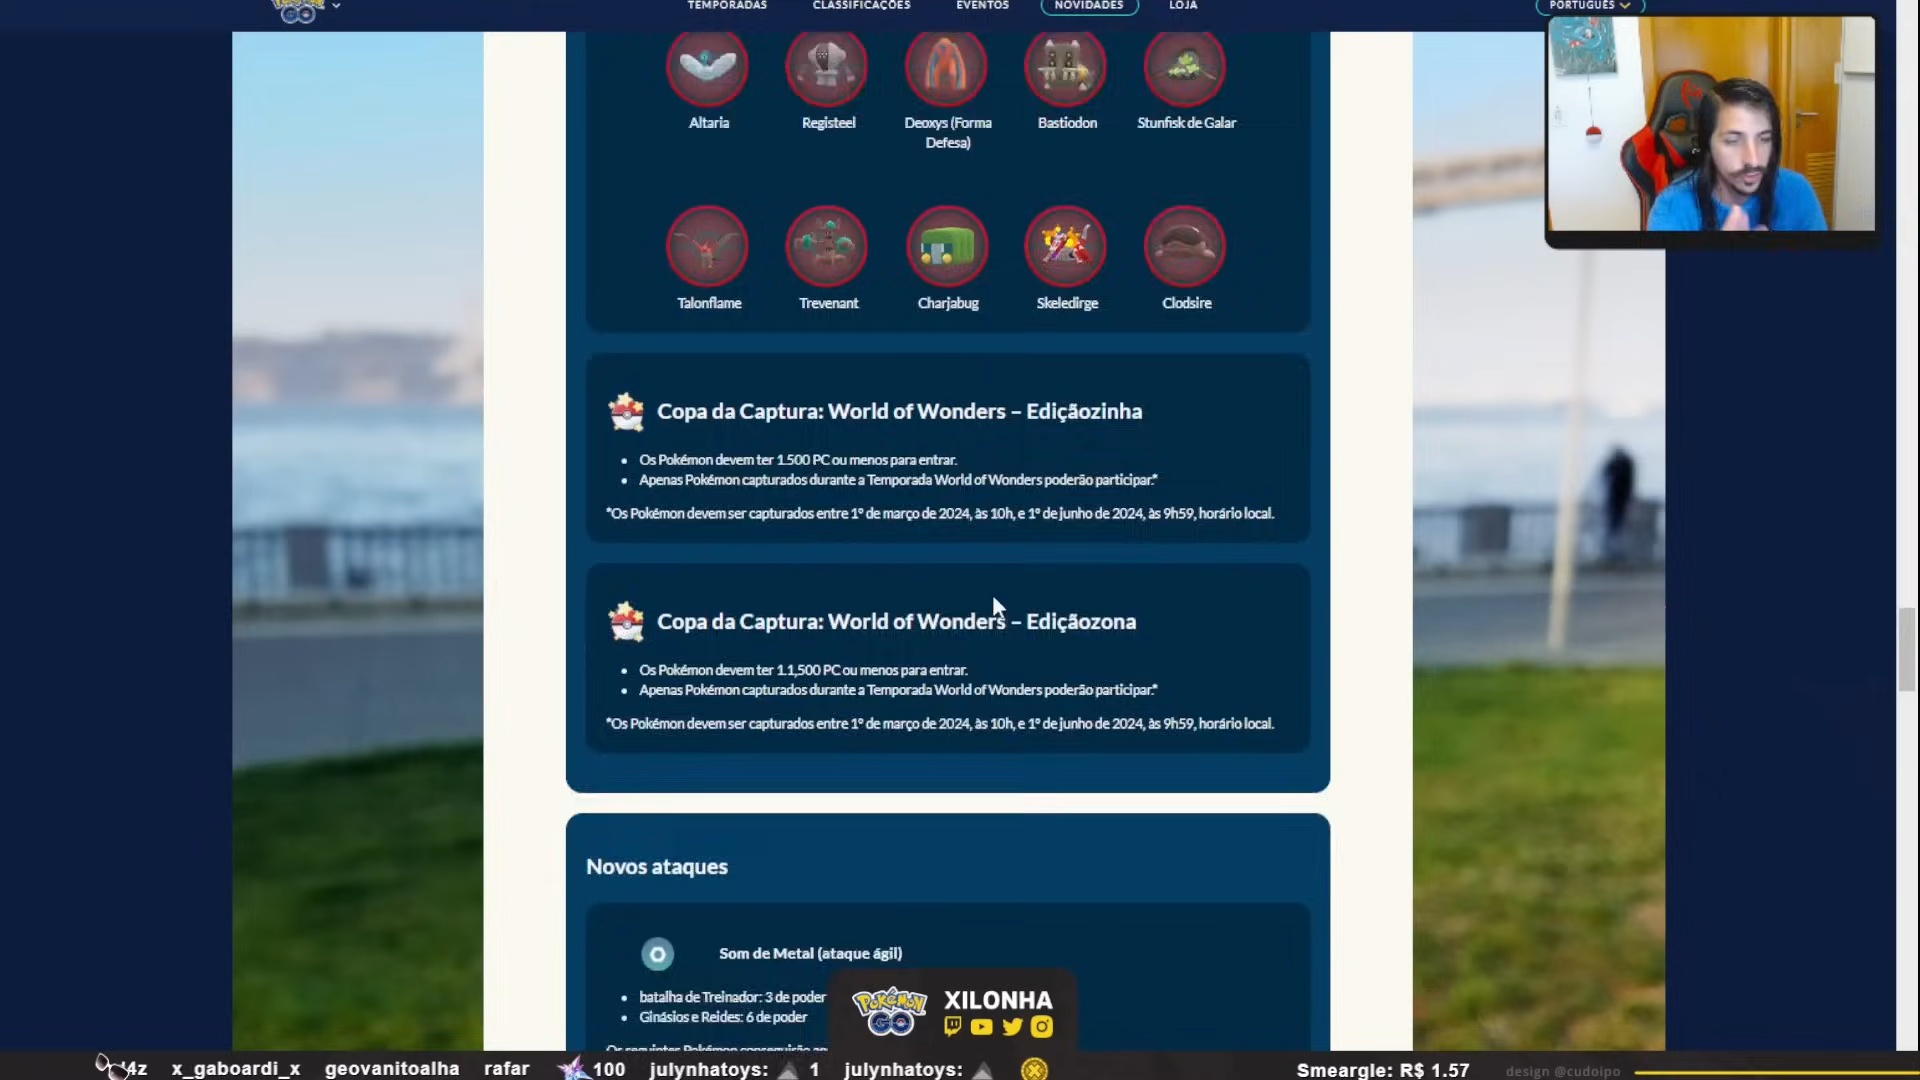 TEMPORADAS CLASSIFICAÇÕES EVENTOS NOVIDADES LOJA PORTUGUÊS
GO
Altaria Registeel Deoxys (Forma Defesa) Bastiodon Stunfisk de Galar
Talonflame Trevenant Charjabug Skeledirge Clodsire
Copa da Captura: World of Wonders – Ediçãozinha
Os Pokémon devem ter 1.500 PC ou menos para entrar.
Apenas Pokémon capturados durante a Temporada World of Wonders poderão participar.*
*Os Pokémon devem ser capturados entre 1º de março de 2024, às 10h, e 1º de junho de 2024, às 9h59, horário local.
Copa da Captura: World of Wonders – Ediçãozona
Os Pokémon devem ter 1.1,500 PC ou menos para entrar.
Apenas Pokémon capturados durante a Temporada World of Wonders poderão participar.*
*Os Pokémon devem ser capturados entre 1º de março de 2024, às 10h, e 1º de junho de 2024, às 9h59, horário local.
Novos ataques
Som de Metal (ataque ágil)
batalha de Treinador: 3 de poder
Ginásios e Reides: 6 de poder
Pokémon GO
XILONHA
x_gaboardi_x geovanitoalha rafar 100 julynhatoys: 1 julynhatoys: Smeargle: R$ 1.57 design @cudoipo